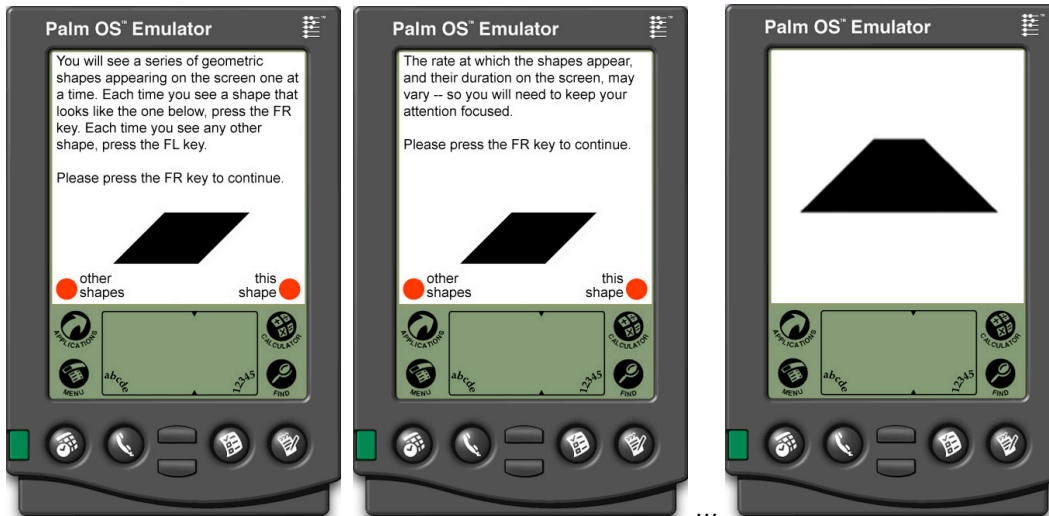 Palm OS™ Emulator
You will see a series of geometric
shapes appearing on the screen one at
a time. Each time you see a shape that
looks like the one below, press the FR
key. Each time you see any other
shape, press the FL key.
Please press the FR key to continue.
other
shapes
this
shape
APPLICATIONS
CALCULATOR
MENU
abcde
12345
FIND
Palm OS™ Emulator
The rate at which the shapes appear,
and their duration on the screen, may
vary -- so you will need to keep your
attention focused.
Please press the FR key to continue.
other
shapes
this
shape
APPLICATIONS
CALCULATOR
MENU
abcde
12345
FIND
...
Palm OS™ Emulator
APPLICATIONS
CALCULATOR
MENU
abcde
12345
FIND